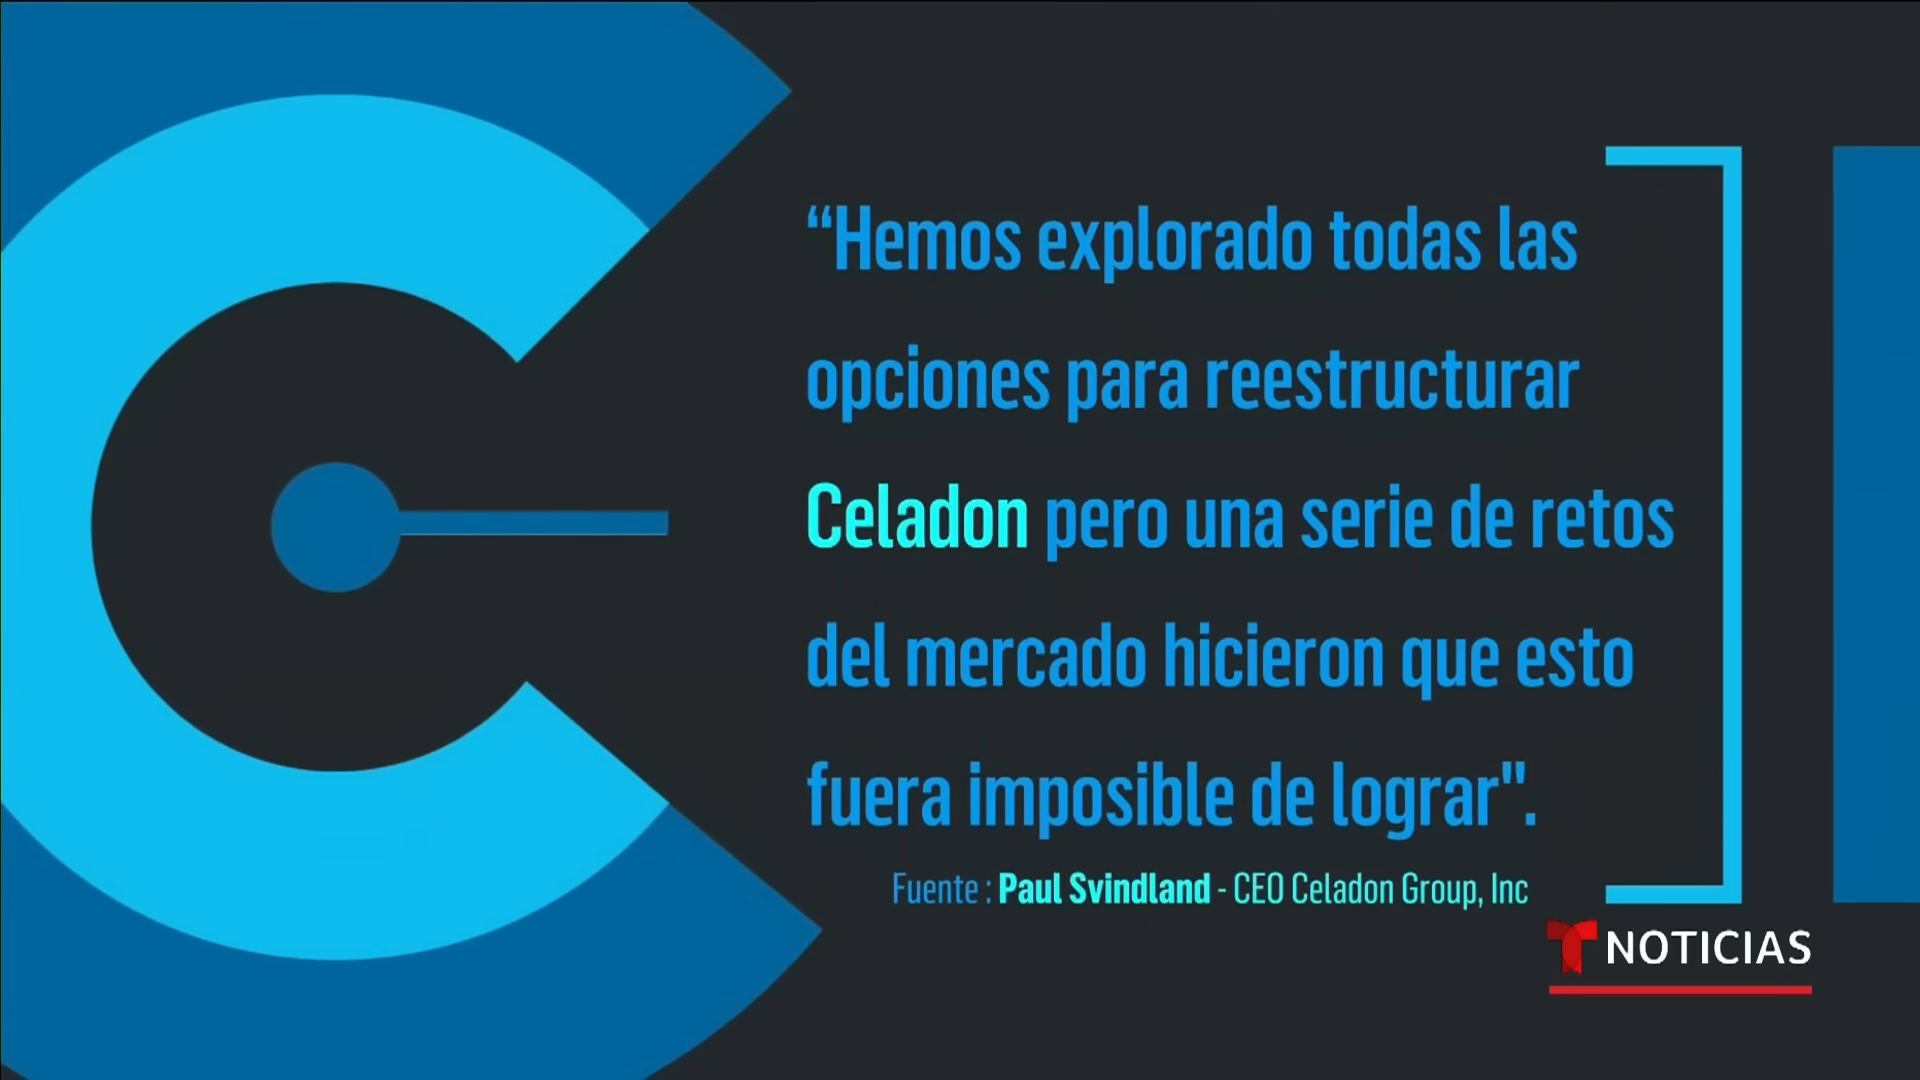 “Hemos explorado todas las
opciones para reestructurar
Celadon pero una serie de retos
del mercado hicieron que esto
fuera imposible de lograr".
Fuente : Paul Svindland - CEO Celadon Group, Inc
NOTICIAS